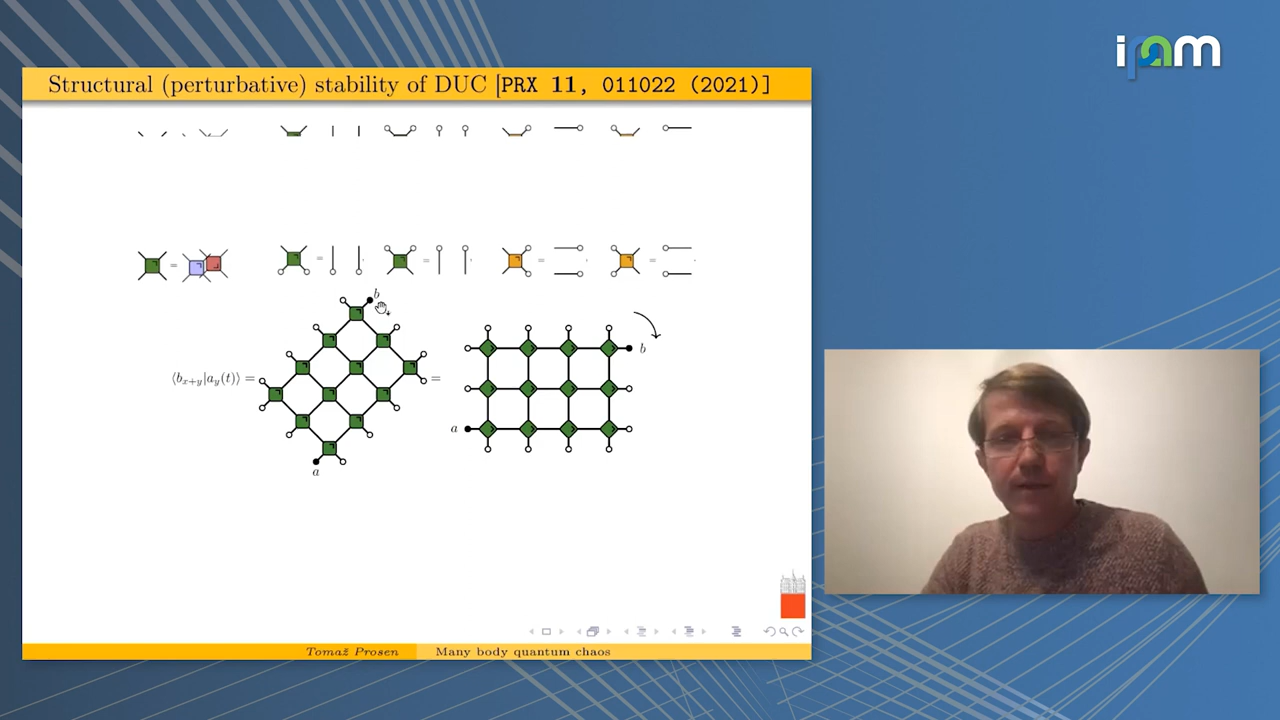 ipam
Structural (perturbative) stability of DUC [PRX 11, 011022 (2021)]
b
⟨b_{x+y}|a_y(t)⟩ = =
b
a
a
Tomaž Prosen Many body quantum chaos